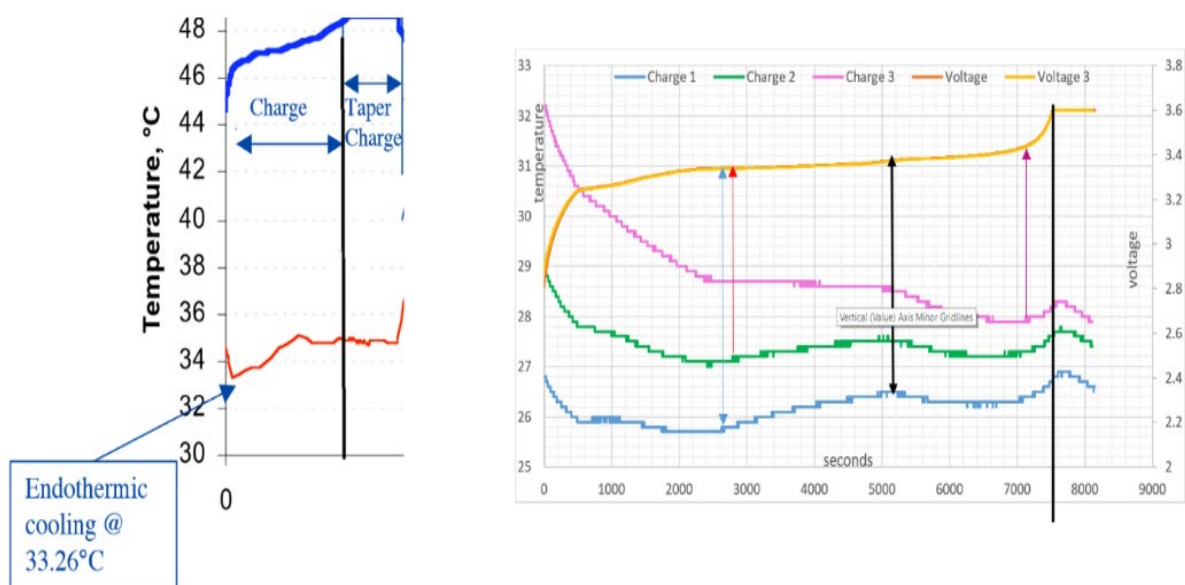 48
46
44
42
40
38
36
34
32
30
Temperature, °C
Charge
Taper
Charge
0
Endothermic
cooling @
33.26°C
33
32
31
30
29
28
27
26
25
temperature
Charge 1
Charge 2
Charge 3
Voltage
Voltage 3
Vertical (Value) Axis Minor Gridlines
seconds
0
1000
2000
3000
4000
5000
6000
7000
8000
9000
3.8
3.6
3.4
3.2
3
2.8
2.6
2.4
2.2
2
voltage